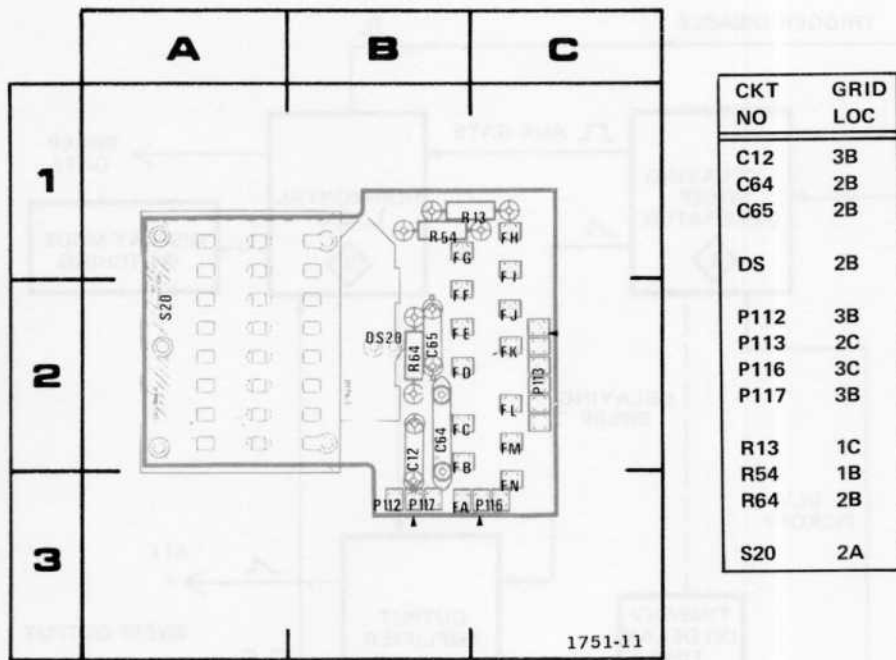 A B C
1
2
3
R13
R54
FH
FG
FI
FF
S20
FJ
DS20
R64
C65
FE
FK
FD
P113
FL
C12
C64
FC
FM
FB
FN
P112 P117 FA P116
1751-11
CKT NO GRID LOC
C12 3B
C64 2B
C65 2B
DS 2B
P112 3B
P113 2C
P116 3C
P117 3B
R13 1C
R54 1B
R64 2B
S20 2A